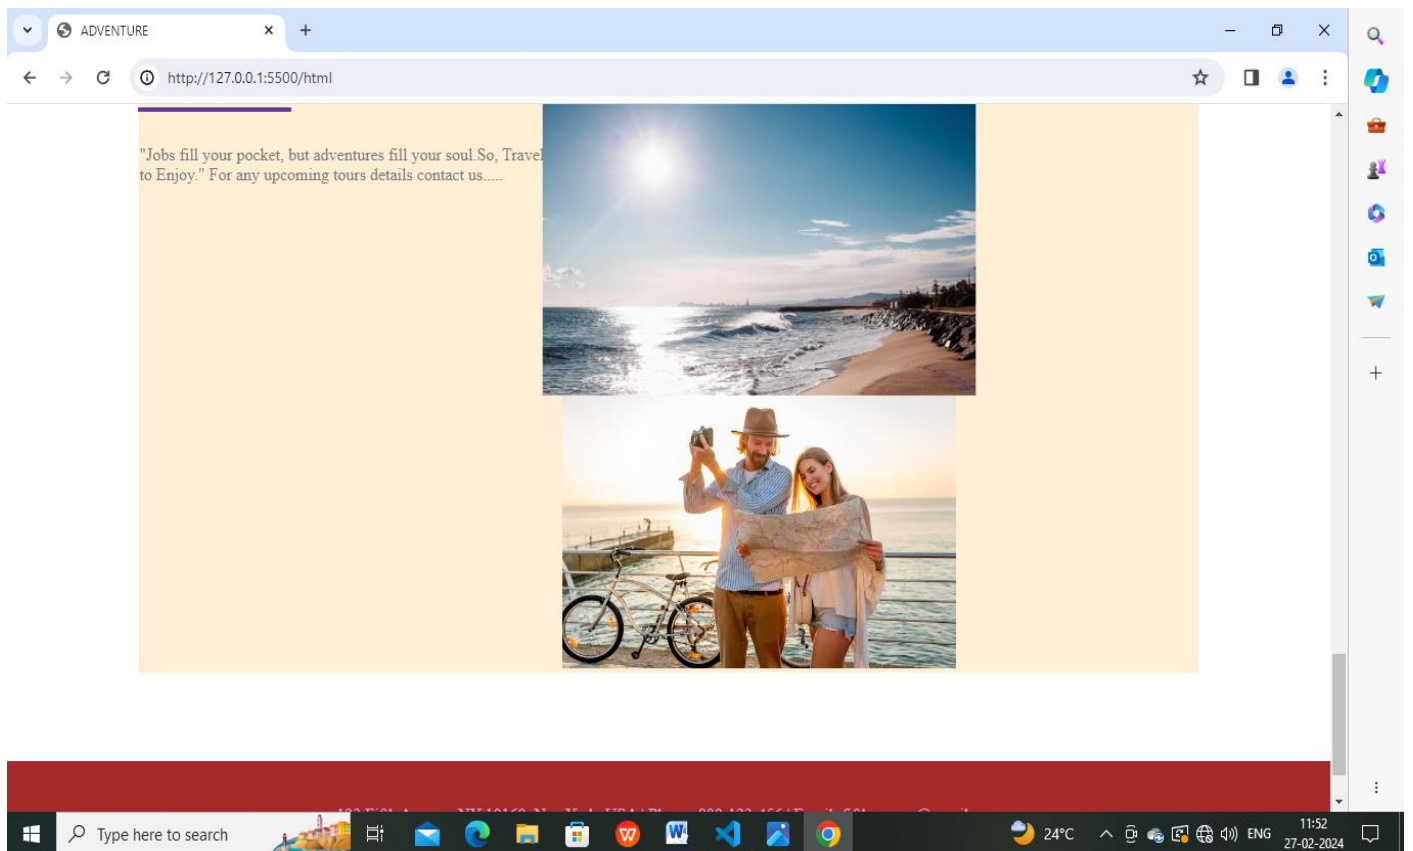 ADVENTURE
http://127.0.0.1:5500/html
"Jobs fill your pocket, but adventures fill your soul.So, Travel
to Enjoy." For any upcoming tours details contact us.....
Type here to search
24°C
ENG
11:52
27-02-2024